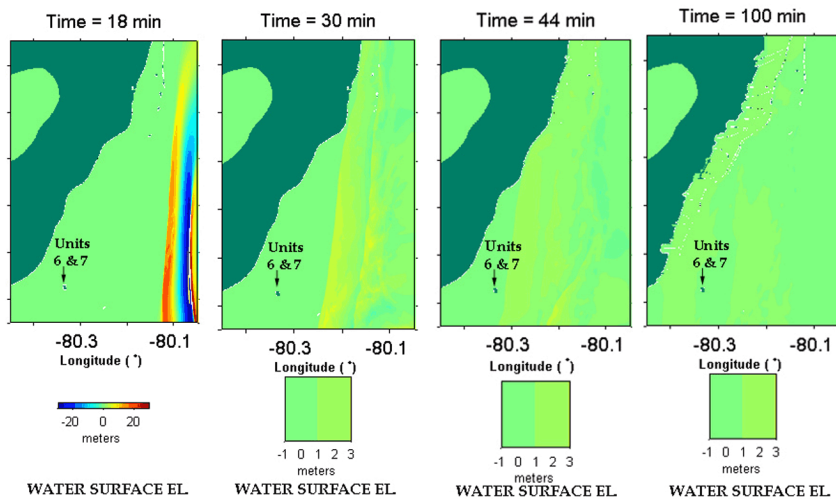 Time = 18 min
Time = 30 min
Time = 44 min
Time = 100 min
Units
6 & 7
Units
6 & 7
Units
6 & 7
Units
6 & 7
-80.3 -80.1
-80.3 -80.1
-80.3 -80.1
-80.3 -80.1
Longitude ( ° )
Longitude ( ° )
Longitude ( ° )
Longitude ( ° )
-20 0 20
meters
-1 0 1 2 3
meters
-1 0 1 2 3
meters
-1 0 1 2 3
meters
WATER SURFACE EL.
WATER SURFACE EL.
WATER SURFACE EL.
WATER SURFACE EL.